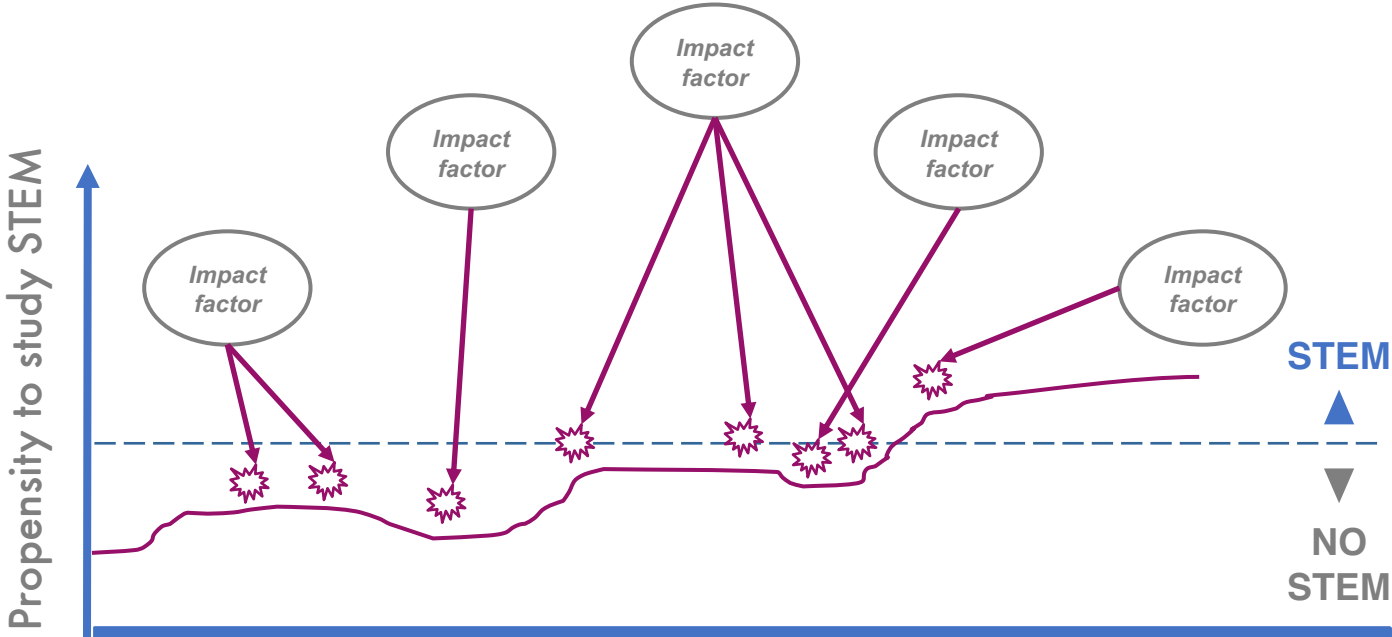 Propensity to study STEM
Impact
factor
Impact
factor
Impact
factor
Impact
factor
Impact
factor
STEM
NO
STEM